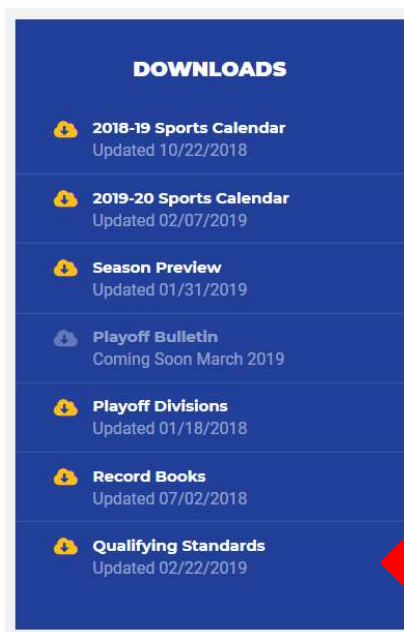 DOWNLOADS
2018-19 Sports Calendar
Updated 10/22/2018
2019-20 Sports Calendar
Updated 02/07/2019
Season Preview
Updated 01/31/2019
Playoff Bulletin
Coming Soon March 2019
Playoff Divisions
Updated 01/18/2018
Record Books
Updated 07/02/2018
Qualifying Standards
Updated 02/22/2019